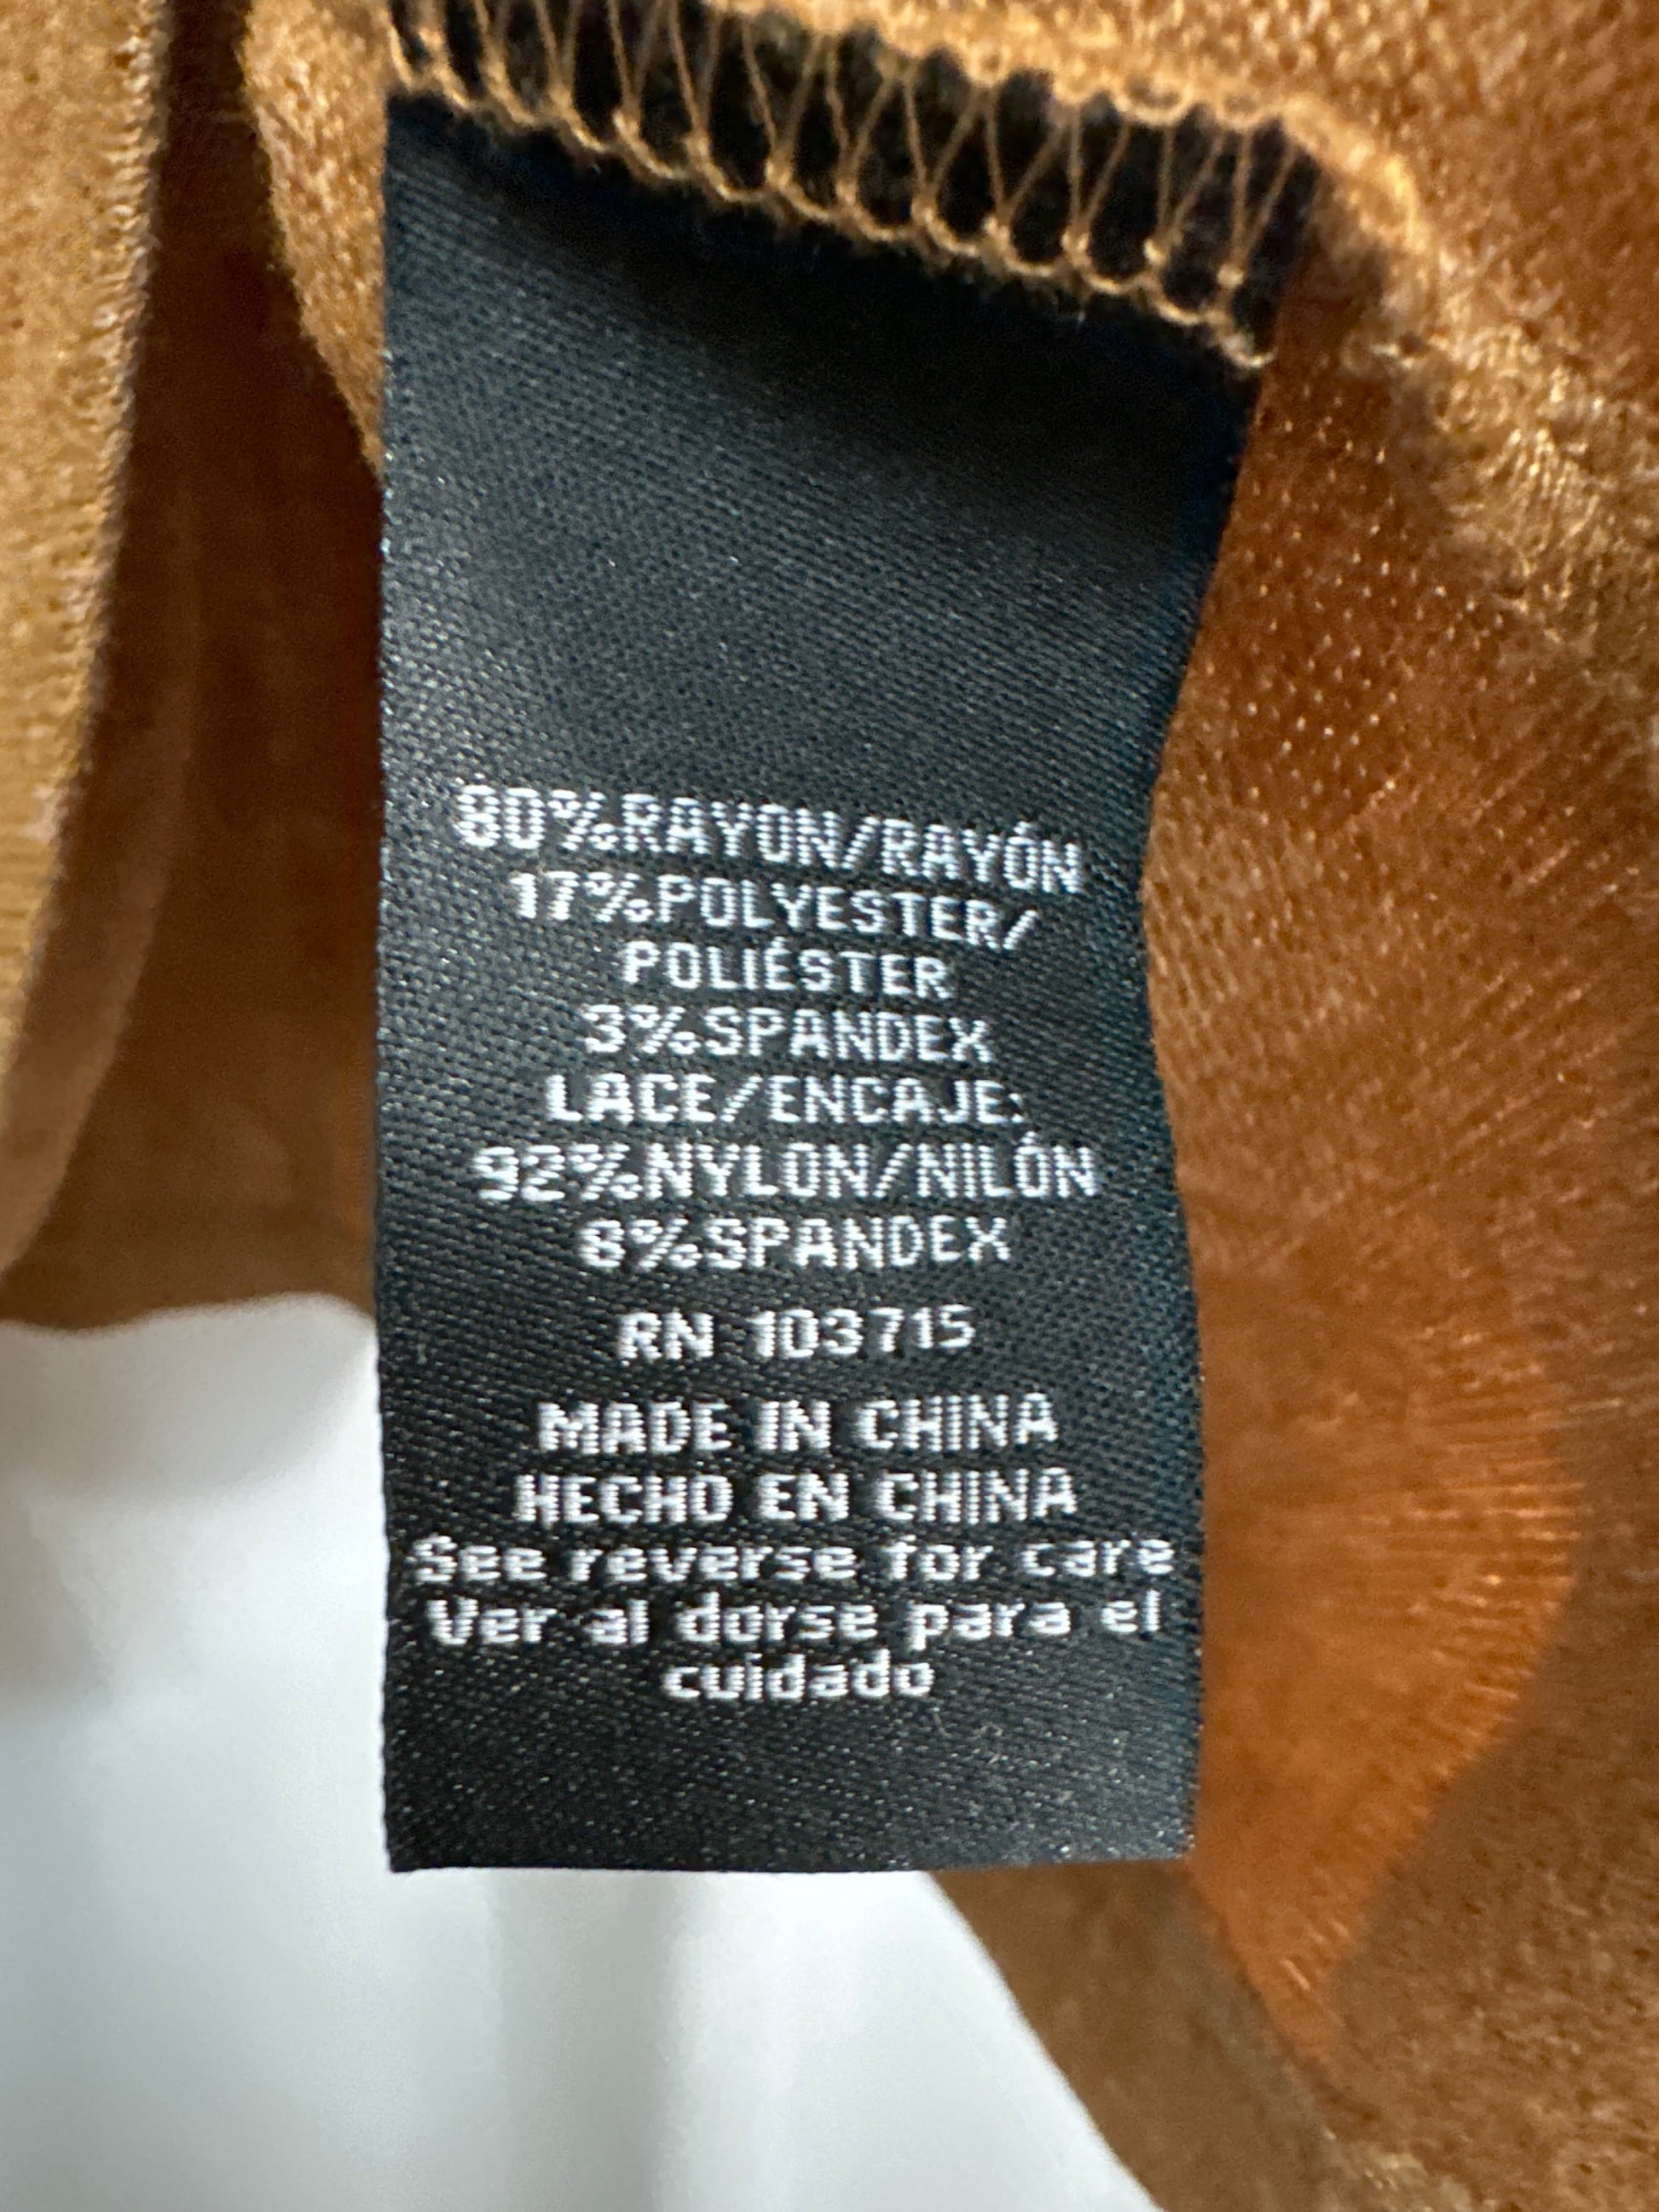 80%RAYON/RAYÓN
17%POLYESTER/
POLIÉSTER
3%SPANDEX
LACE/ENCAJE:
92%NYLON/NILÓN
8%SPANDEX
RN 103715
MADE IN CHINA
HECHO EN CHINA
See reverse for care
Ver al dorse para el
cuidado